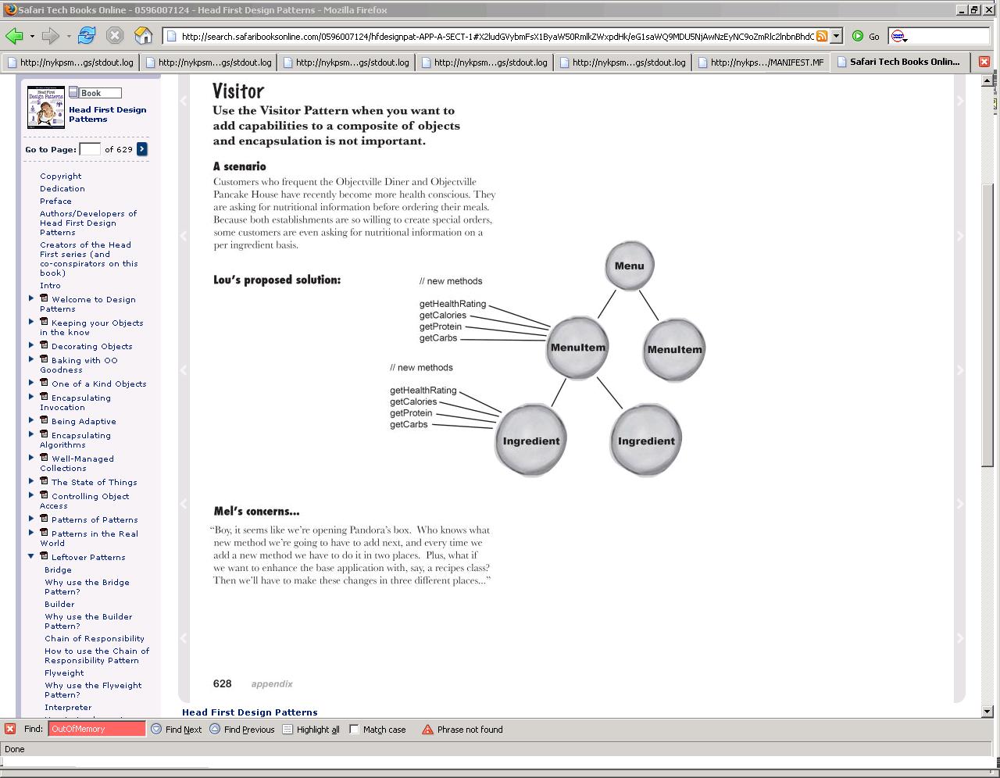 Safari Tech Books Online - 0596007124 - Head First Design Patterns - Mozilla Firefox
Go
http://nykpsm....gs/stdout.log
http://nykpsm....gs/stdout.log
http://nykpsm....gs/stdout.log
http://nykpsm....gs/stdout.log
http://nykpsm....gs/stdout.log
http://nykps.../MANIFEST.MF
Safari Tech Books Onlin...
Book
Head First Design
Patterns
Go to Page: of 629
Copyright
Dedication
Preface
Authors/Developers of
Head First Design
Patterns
Creators of the Head
First series (and
co-conspirators on this
book)
Intro
Welcome to Design
Patterns
Keeping your Objects
in the know
Decorating Objects
Baking with OO
Goodness
One of a Kind Objects
Encapsulating
Invocation
Being Adaptive
Encapsulating
Algorithms
Well-Managed
Collections
The State of Things
Controlling Object
Access
Patterns of Patterns
Patterns in the Real
World
Leftover Patterns
Bridge
Why use the Bridge
Pattern?
Builder
Why use the Builder
Pattern?
Chain of Responsibility
How to use the Chain of
Responsibility Pattern
Flyweight
Why use the Flyweight
Pattern?
Interpreter
Visitor
Use the Visitor Pattern when you want to
add capabilities to a composite of objects
and encapsulation is not important.
A scenario
Customers who frequent the Objectville Diner and Objectville
Pancake House have recently become more health conscious. They
are asking for nutritional information before ordering their meals.
Because both establishments are so willing to create special orders,
some customers are even asking for nutritional information on a
per ingredient basis.
Lou's proposed solution:
// new methods
getHealthRating
getCalories
getProtein
getCarbs
// new methods
getHealthRating
getCalories
getProtein
getCarbs
Menu
MenuItem
MenuItem
Ingredient
Ingredient
Mel's concerns...
“Boy, it seems like we're opening Pandora's box. Who knows what
new method we're going to have to add next, and every time we
add a new method we have to do it in two places. Plus, what if
we want to enhance the base application with, say, a recipes class?
Then we'll have to make these changes in three different places...”
628 appendix
Head First Design Patterns
Find: OutOfMemory Find Next Find Previous Highlight all Match case Phrase not found
Done